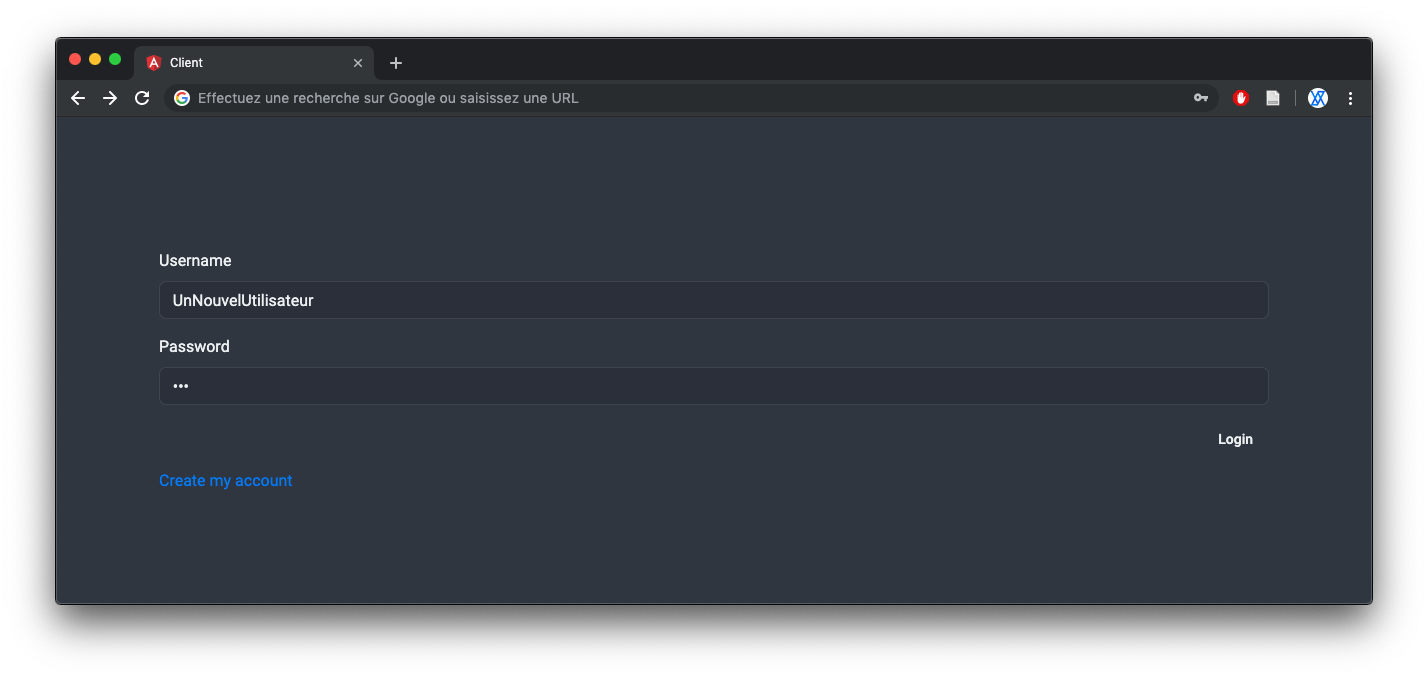 Client
Effectuez une recherche sur Google ou saisissez une URL
Username
UnNouvelUtilisateur
Password
•••
Login
Create my account